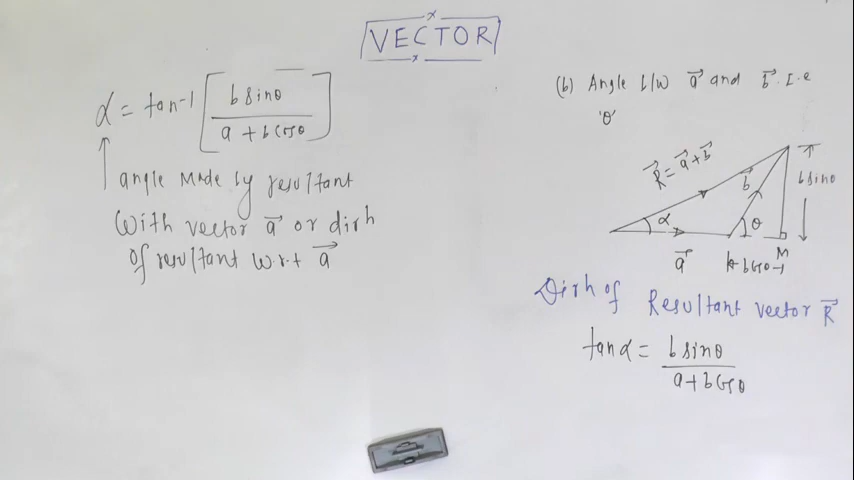 VECTOR
α = tan-1 [ b sinθ / a + b cosθ ]
angle made by resultant
with vector a⃗ or dirn
of resultant w.r.t a⃗
(b) Angle b/w a⃗ and b⃗ I.e
'θ'
R⃗ = a⃗ + b⃗
b⃗
b sinθ
α
θ
a⃗
b cosθ
M
Dirn of Resultant vector R⃗
tanα = b sinθ / a + b cosθ